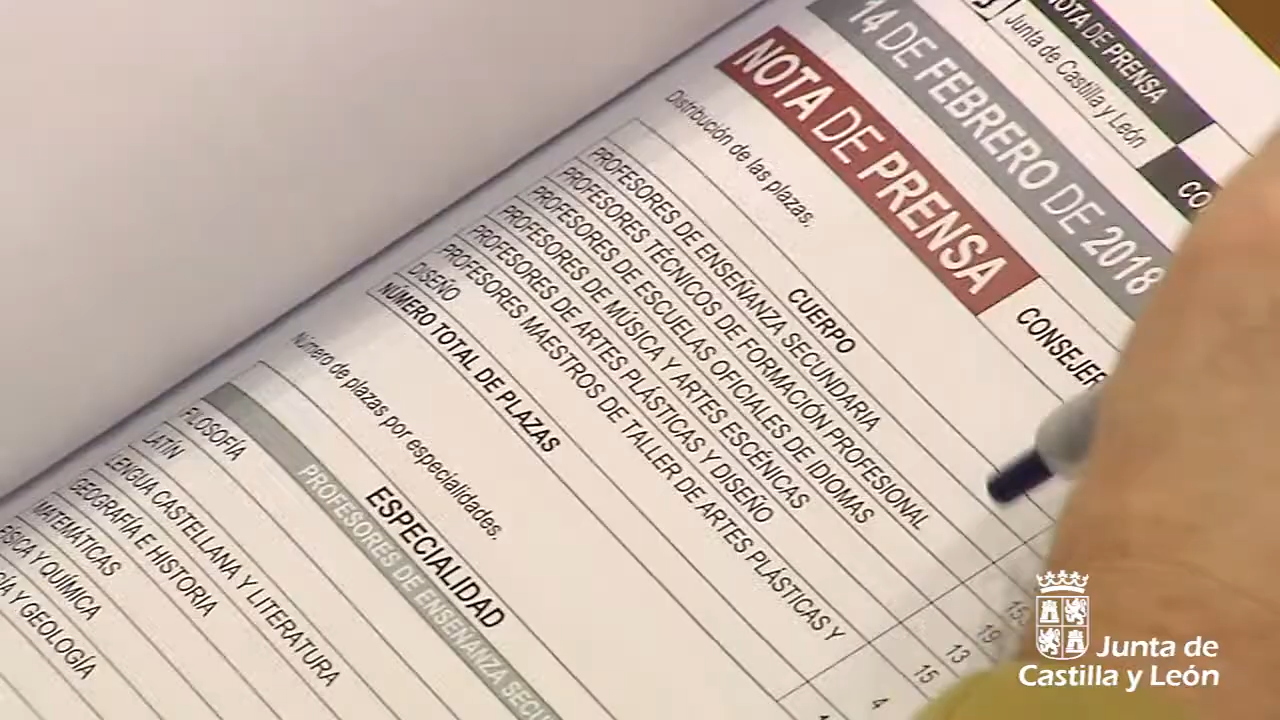 NOTA DE PRENSA
Junta de Castilla y León
14 DE FEBRERO DE 2018
NOTA DE PRENSA
Distribución de las plazas:
CUERPO
PROFESORES DE ENSEÑANZA SECUNDARIA
PROFESORES TÉCNICOS DE FORMACIÓN PROFESIONAL
PROFESORES DE ESCUELAS OFICIALES DE IDIOMAS
PROFESORES DE MÚSICA Y ARTES ESCÉNICAS
PROFESORES DE ARTES PLÁSTICAS Y DISEÑO
PROFESORES MAESTROS DE TALLER DE ARTES PLÁSTICAS Y
DISEÑO
NÚMERO TOTAL DE PLAZAS
19
13
15
4
Número de plazas por especialidades:
ESPECIALIDAD
PROFESORES DE ENSEÑANZA
FILOSOFÍA
LATÍN
LENGUA CASTELLANA Y LITERATURA
GEOGRAFÍA E HISTORIA
MATEMÁTICAS
Y QUÍMICA
Y GEOLOGÍA
Junta de
Castilla y León